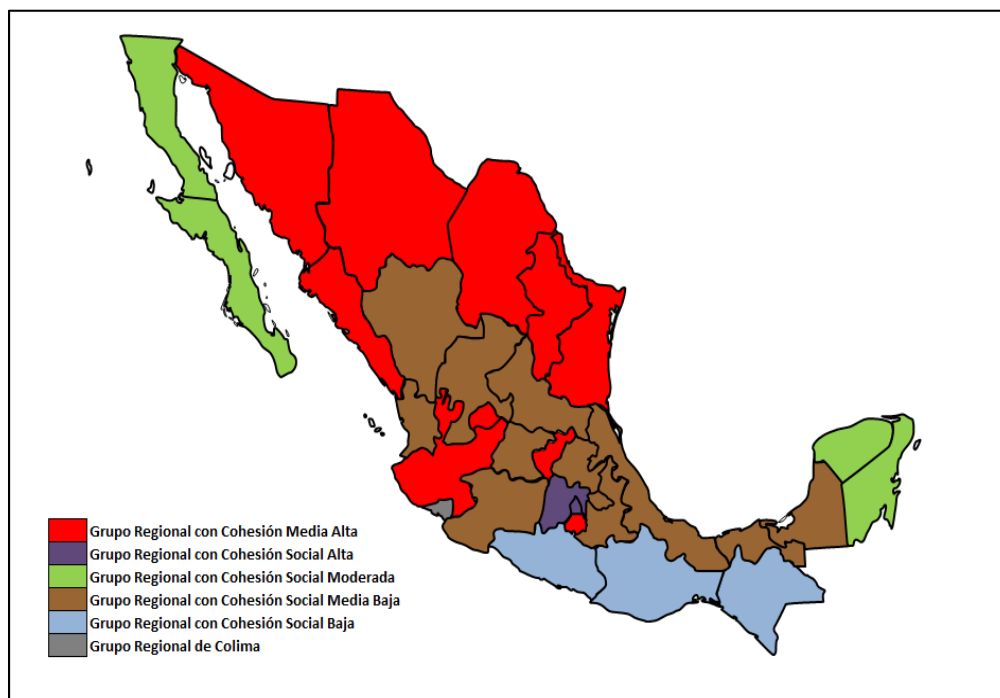 Grupo Regional con Cohesión Media Alta
Grupo Regional con Cohesión Social Alta
Grupo Regional con Cohesión Social Moderada
Grupo Regional con Cohesión Social Media Baja
Grupo Regional con Cohesión Social Baja
Grupo Regional de Colima